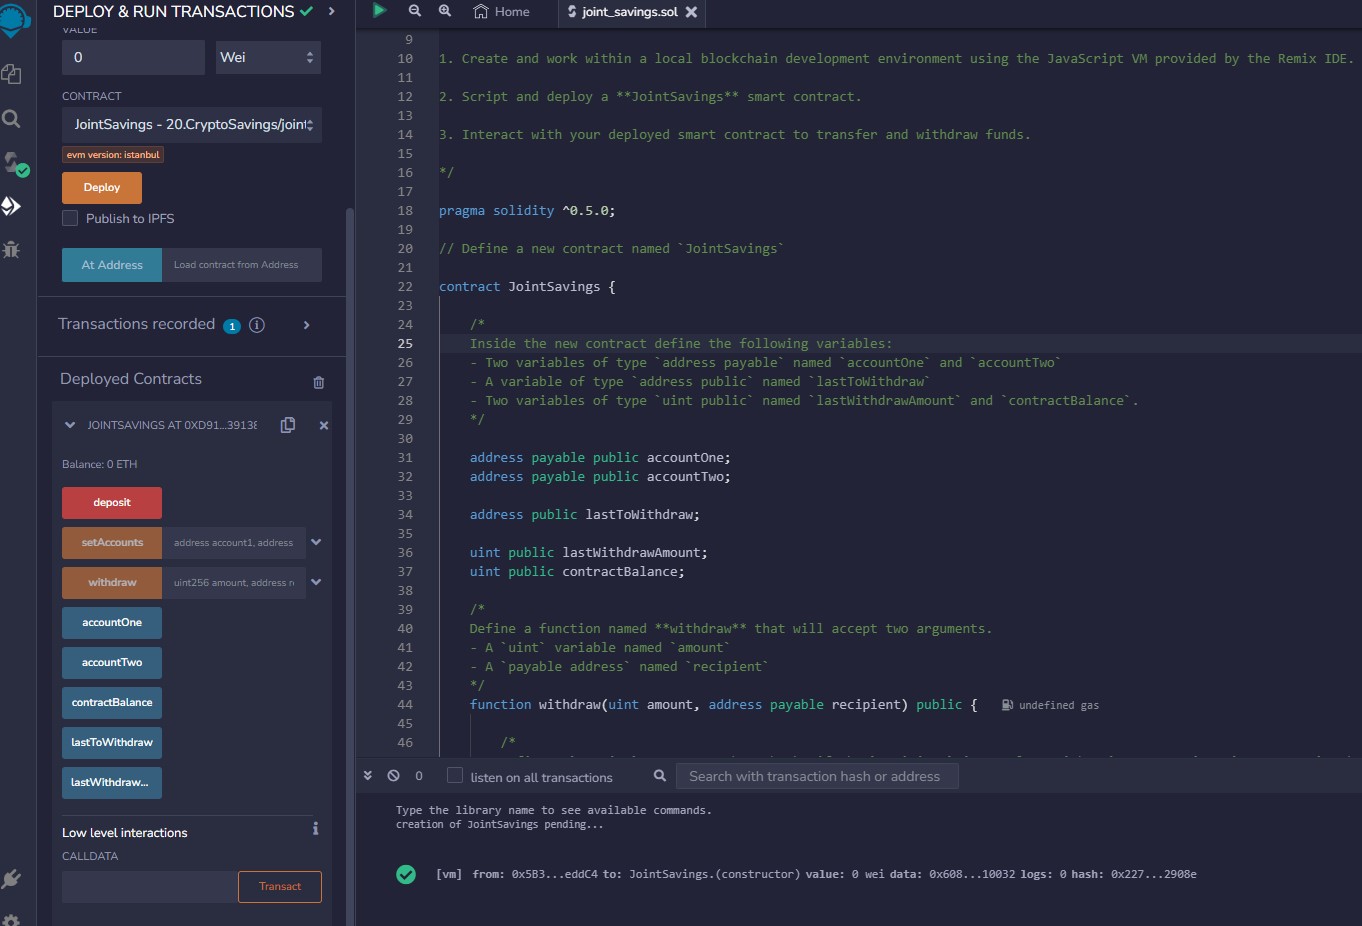 DEPLOY & RUN TRANSACTIONS
VALUE
0
Wei
CONTRACT
JointSavings - 20.CryptoSavings/joint
evm version: istanbul
Deploy
Publish to IPFS
At Address
Load contract from Address
Transactions recorded 1 i
Deployed Contracts
JOINTSAVINGS AT 0XD91...39138
Balance: 0 ETH
deposit
setAccounts
address account1, address
withdraw
uint256 amount, address r
accountOne
accountTwo
contractBalance
lastToWithdraw
lastWithdraw...
Low level interactions
i
CALLDATA
Transact
Home
joint_savings.sol
9
10 1. Create and work within a local blockchain development environment using the JavaScript VM provided by the Remix IDE.
11
12 2. Script and deploy a **JointSavings** smart contract.
13
14 3. Interact with your deployed smart contract to transfer and withdraw funds.
15
16 */
17
18 pragma solidity ^0.5.0;
19
20 // Define a new contract named `JointSavings`
21
22 contract JointSavings {
23
24 /*
25 Inside the new contract define the following variables:
26 - Two variables of type `address payable` named `accountOne` and `accountTwo`
27 - A variable of type `address public` named `lastToWithdraw`
28 - Two variables of type `uint public` named `lastWithdrawAmount` and `contractBalance`.
29 */
30
31 address payable public accountOne;
32 address payable public accountTwo;
33
34 address public lastToWithdraw;
35
36 uint public lastWithdrawAmount;
37 uint public contractBalance;
38
39 /*
40 Define a function named **withdraw** that will accept two arguments.
41 - A `uint` variable named `amount`
42 - A `payable address` named `recipient`
43 */
44 function withdraw(uint amount, address payable recipient) public { undefined gas
45
46 /*
0
listen on all transactions
Search with transaction hash or address
Type the library name to see available commands.
creation of JointSavings pending...
[vm] from: 0x5B3...eddC4 to: JointSavings.(constructor) value: 0 wei data: 0x608...10032 logs: 0 hash: 0x227...2908e